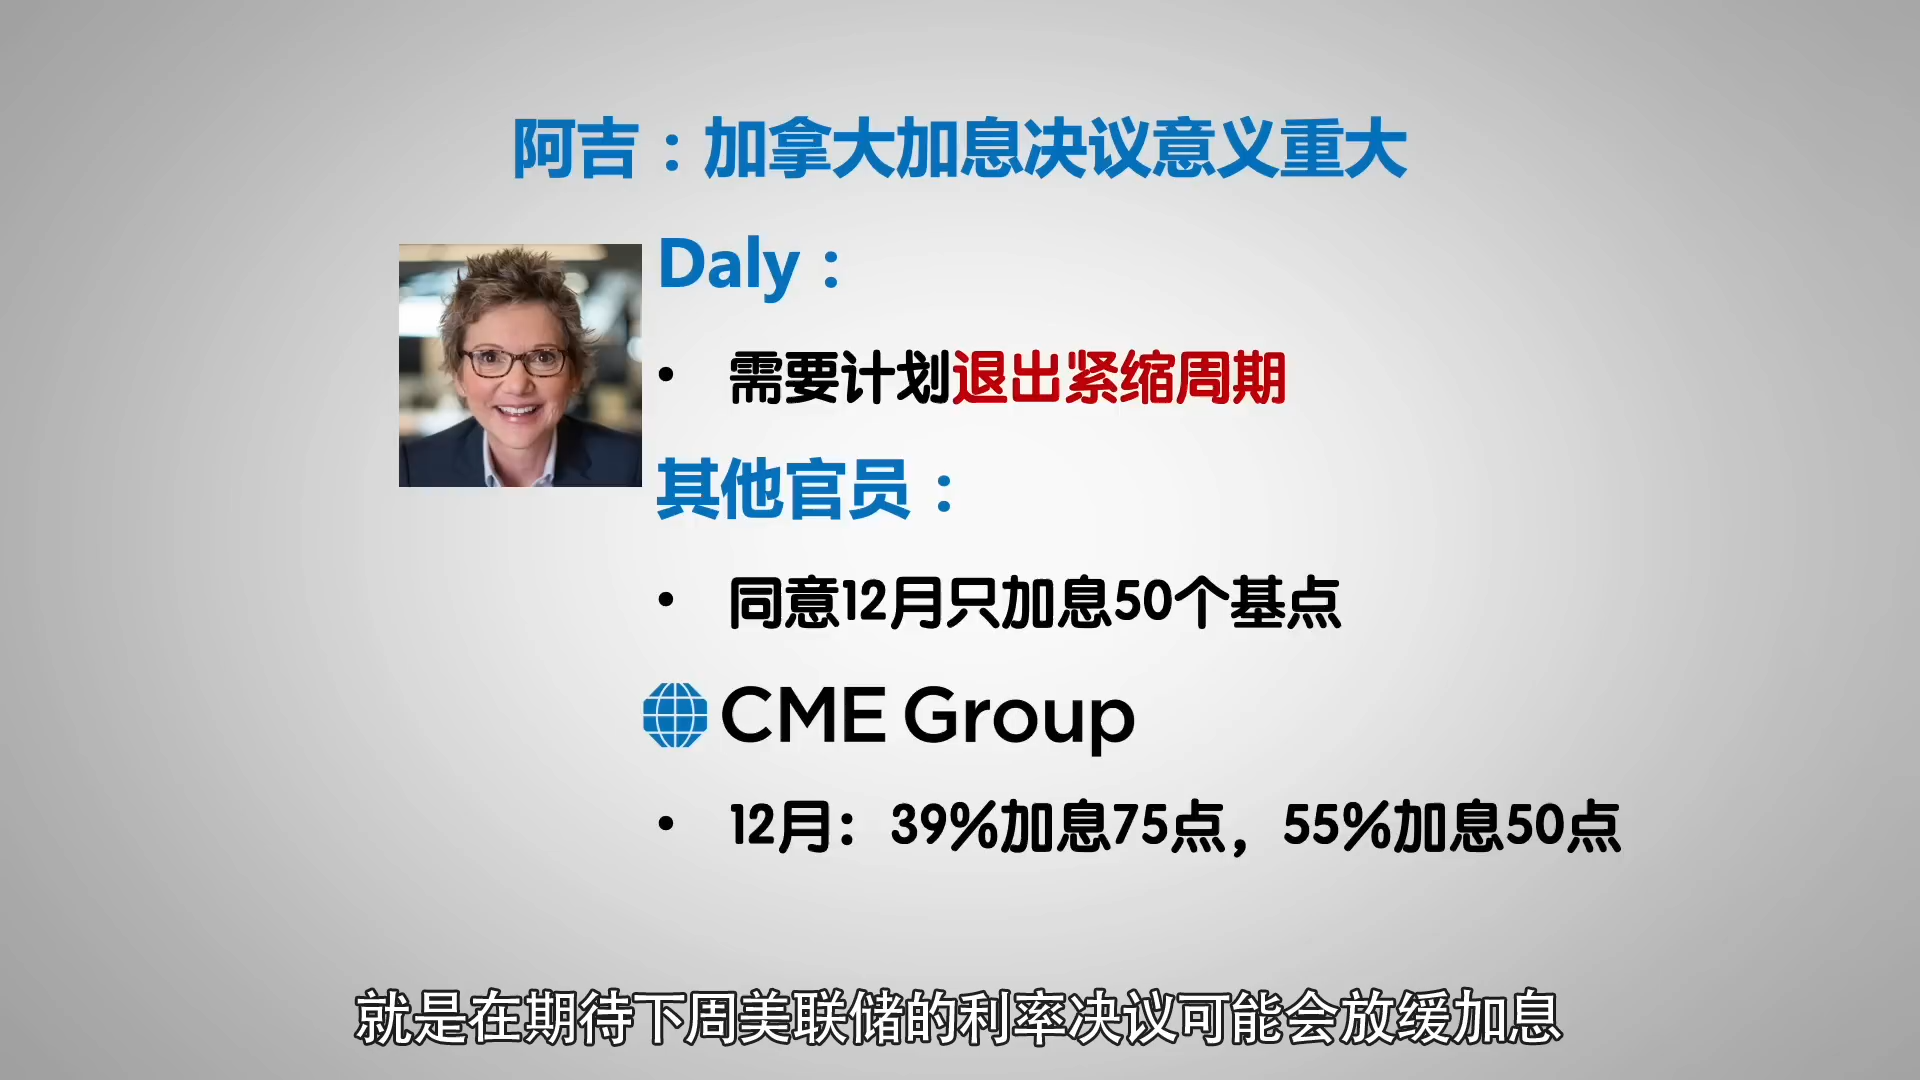 阿吉：加拿大加息决议意义重大
Daly：
• 需要计划退出紧缩周期
其他官员：
• 同意12月只加息50个基点
CME Group
• 12月：39%加息75点，55%加息50点
就是在期待下周美联储的利率决议可能会放缓加息